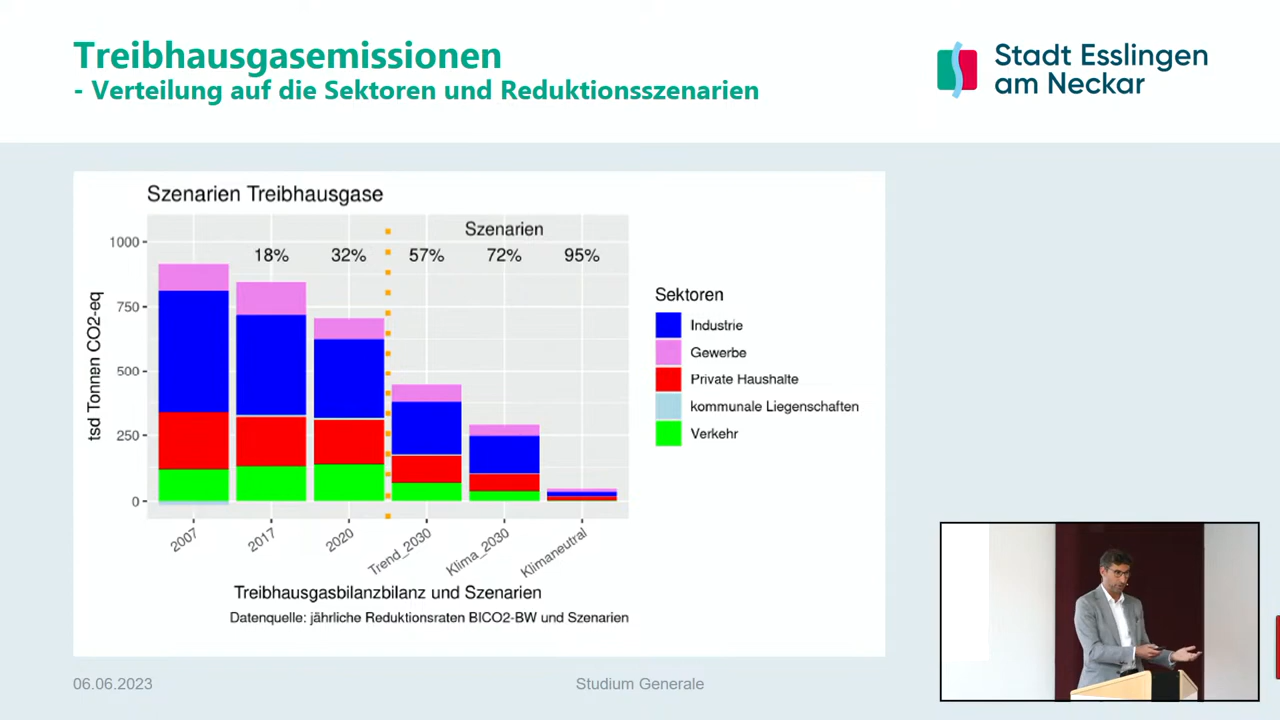 Treibhausgasemissionen
- Verteilung auf die Sektoren und Reduktionsszenarien
Stadt Esslingen
am Neckar
Szenarien Treibhausgase
Szenarien
18% 32% 57% 72% 95%
1000
750
500
250
0
tsd Tonnen CO2-eq
2007 2017 2020 Trend_2030 Klima_2030 Klimaneutral
Treibhausgasbilanzbilanz und Szenarien
Datenquelle: jährliche Reduktionsraten BICO2-BW und Szenarien
Sektoren
Industrie
Gewerbe
Private Haushalte
kommunale Liegenschaften
Verkehr
06.06.2023
Studium Generale